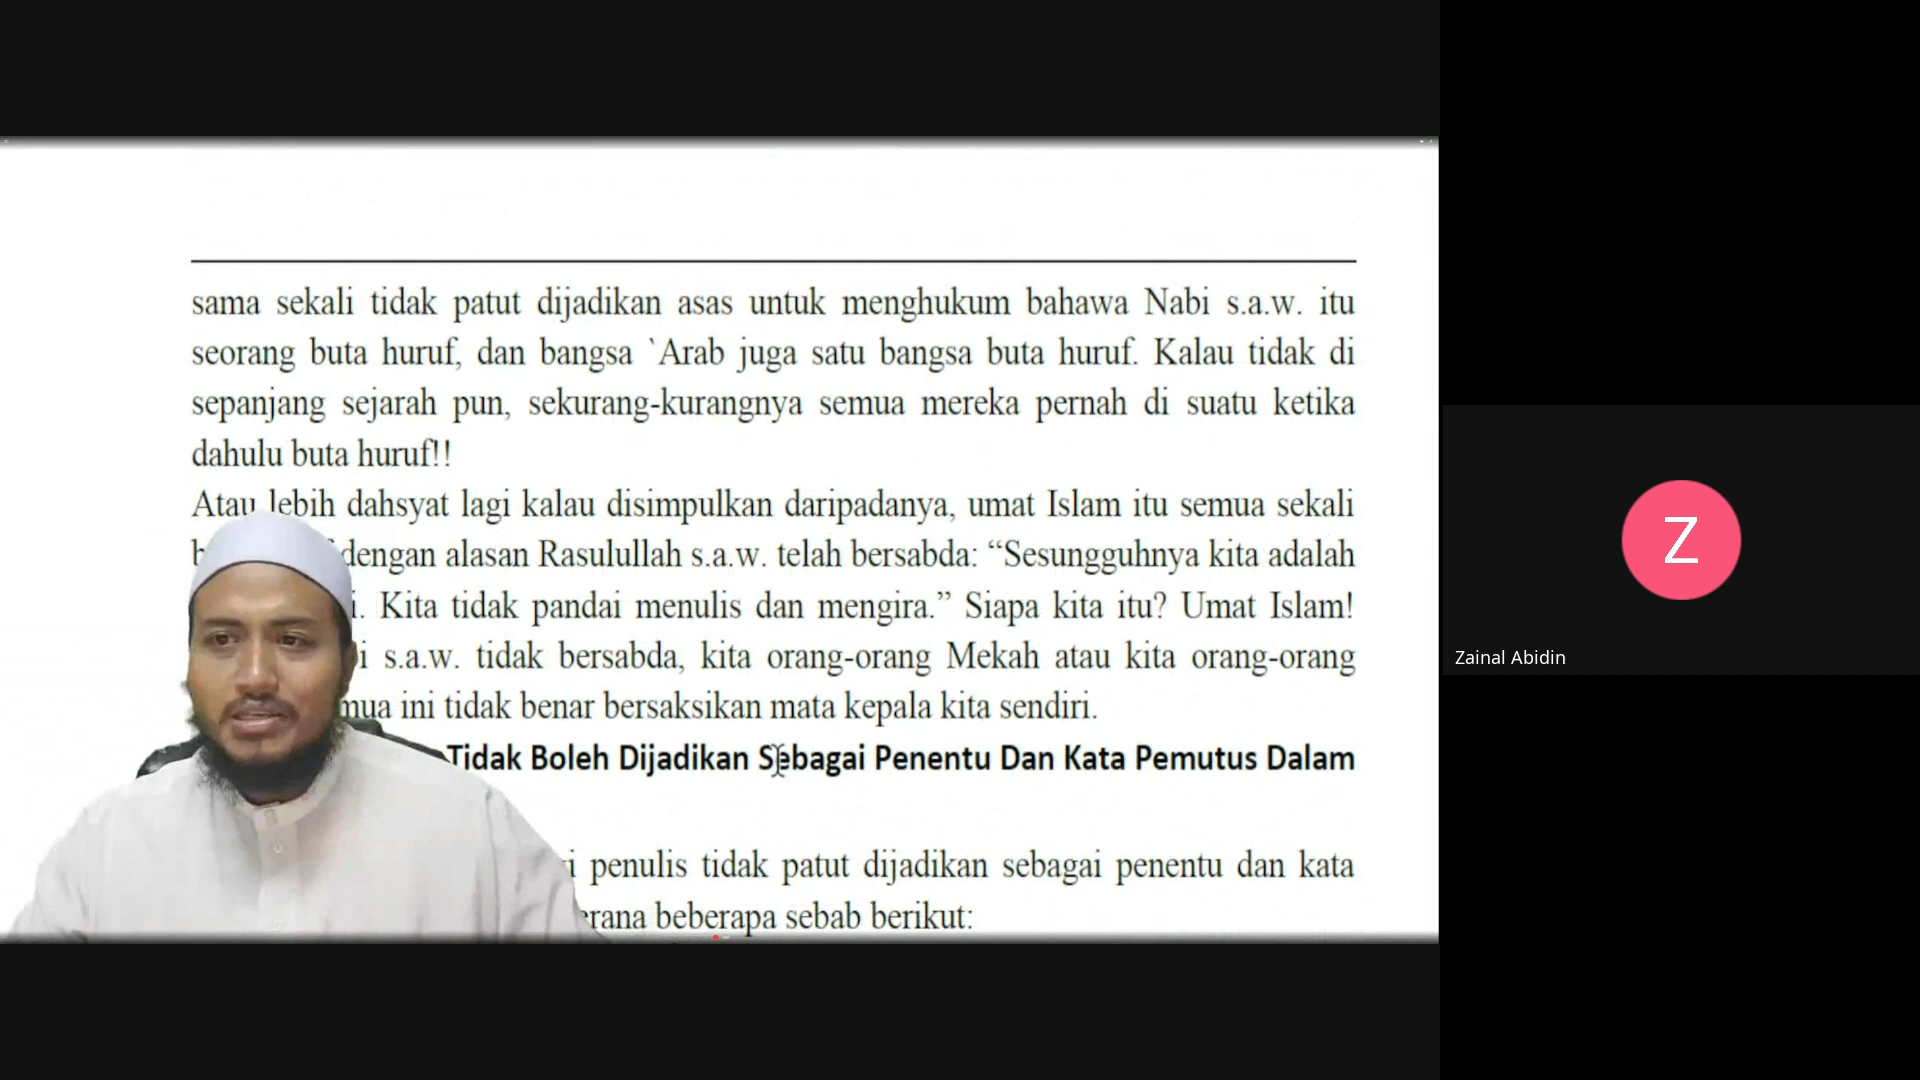 sama sekali tidak patut dijadikan asas untuk menghukum bahawa Nabi s.a.w. itu
seorang buta huruf, dan bangsa `Arab juga satu bangsa buta huruf. Kalau tidak di
sepanjang sejarah pun, sekurang-kurangnya semua mereka pernah di suatu ketika
dahulu buta huruf!!
Atau lebih dahsyat lagi kalau disimpulkan daripadanya, umat Islam itu semua sekali
dengan alasan Rasulullah s.a.w. telah bersabda: “Sesungguhnya kita adalah
Kita tidak pandai menulis dan mengira.” Siapa kita itu? Umat Islam!
s.a.w. tidak bersabda, kita orang-orang Mekah atau kita orang-orang
ini tidak benar bersaksikan mata kepala kita sendiri.
Tidak Boleh Dijadikan Sebagai Penentu Dan Kata Pemutus Dalam
penulis tidak patut dijadikan sebagai penentu dan kata
beberapa sebab berikut:
Z
Zainal Abidin